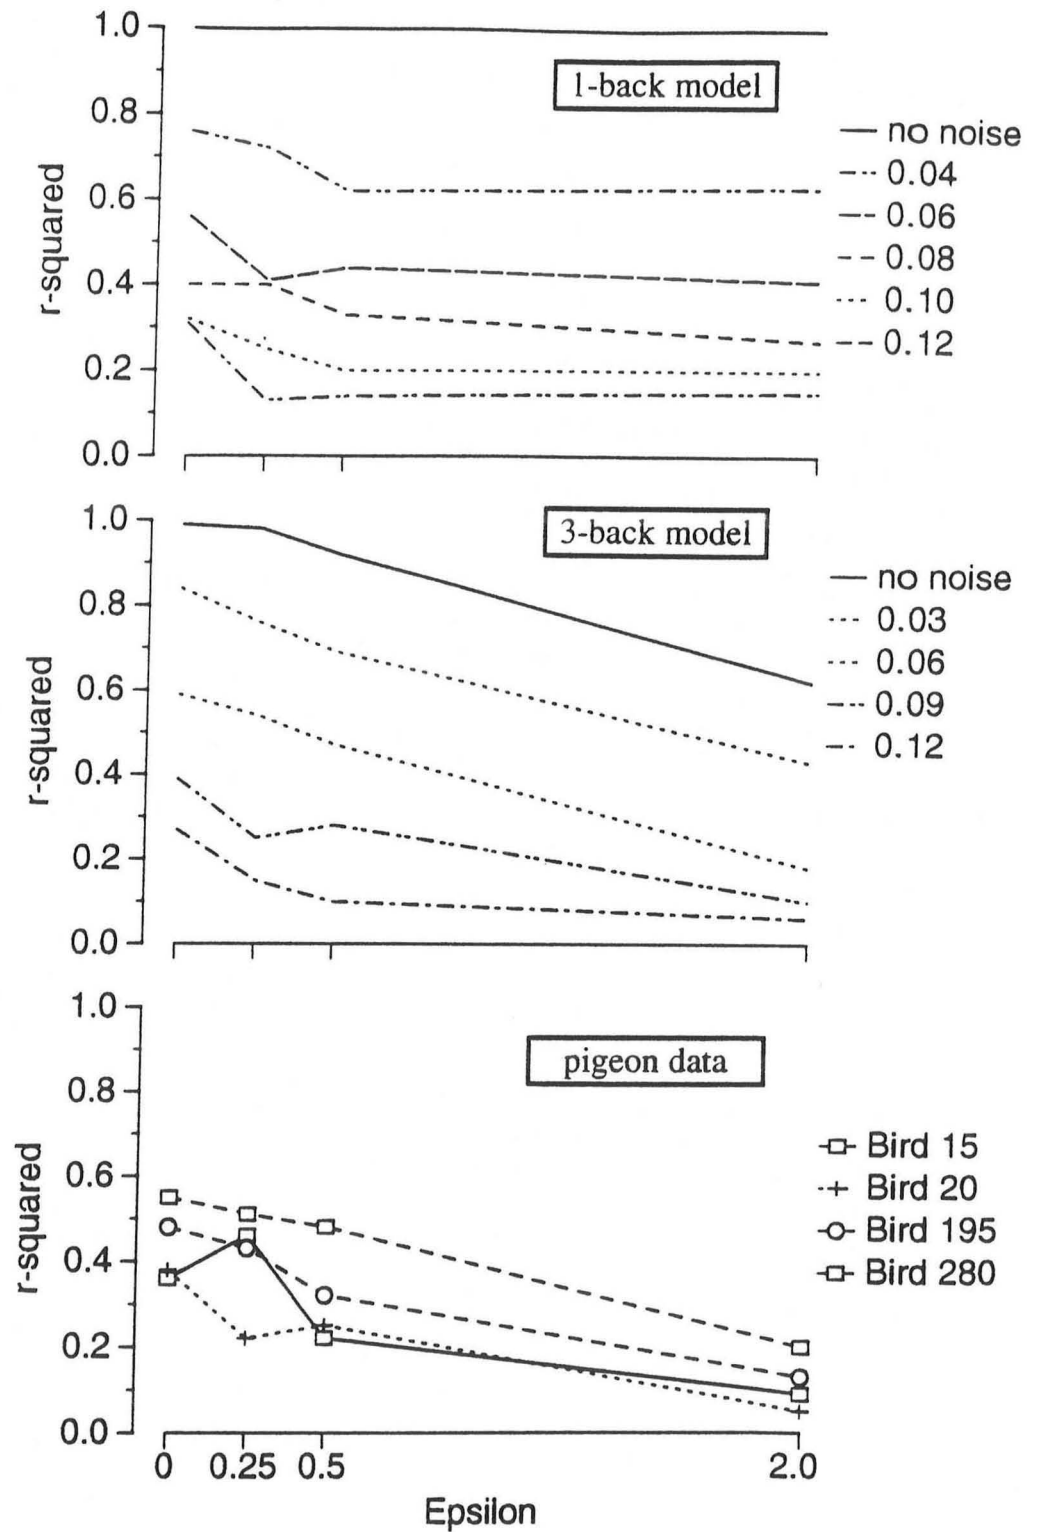 1.0
1-back model
0.8
no noise
0.04
0.6
0.06
r-squared
0.08
0.4
0.10
0.12
0.2
0.0
1.0
3-back model
no noise
0.8
0.03
0.06
0.6
r-squared
0.09
0.12
0.4
0.2
0.0
1.0
pigeon data
0.8
Bird 15
0.6
Bird 20
r-squared
Bird 195
0.4
Bird 280
0.2
0.0
0 0.25 0.5 2.0
Epsilon